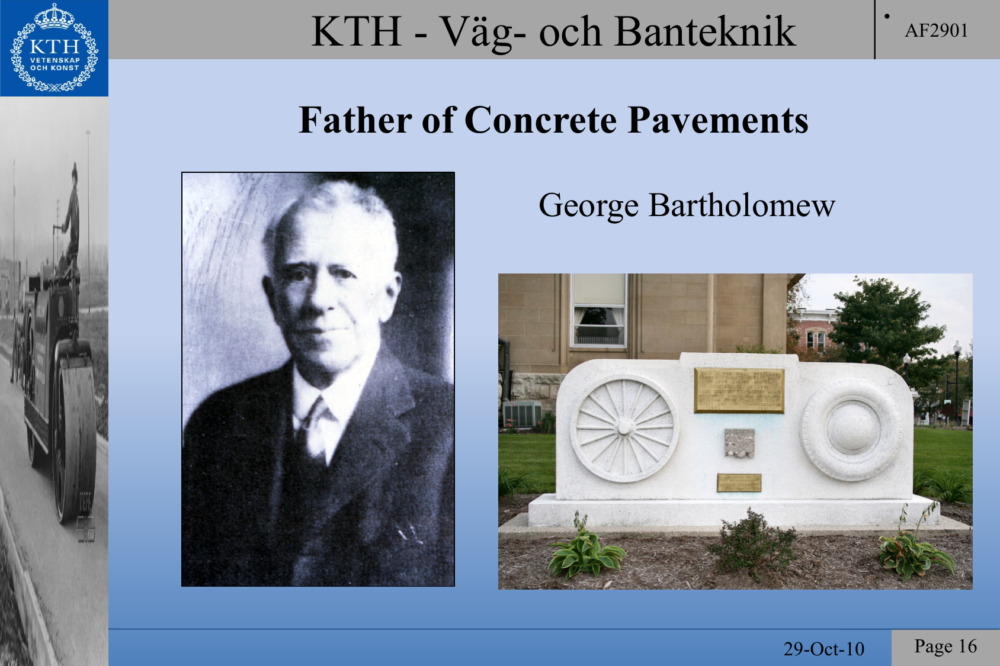 KTH
VETENSKAP
OCH KONST
KTH - Väg- och Banteknik
• AF2901
Father of Concrete Pavements
George Bartholomew
29-Oct-10
Page 16